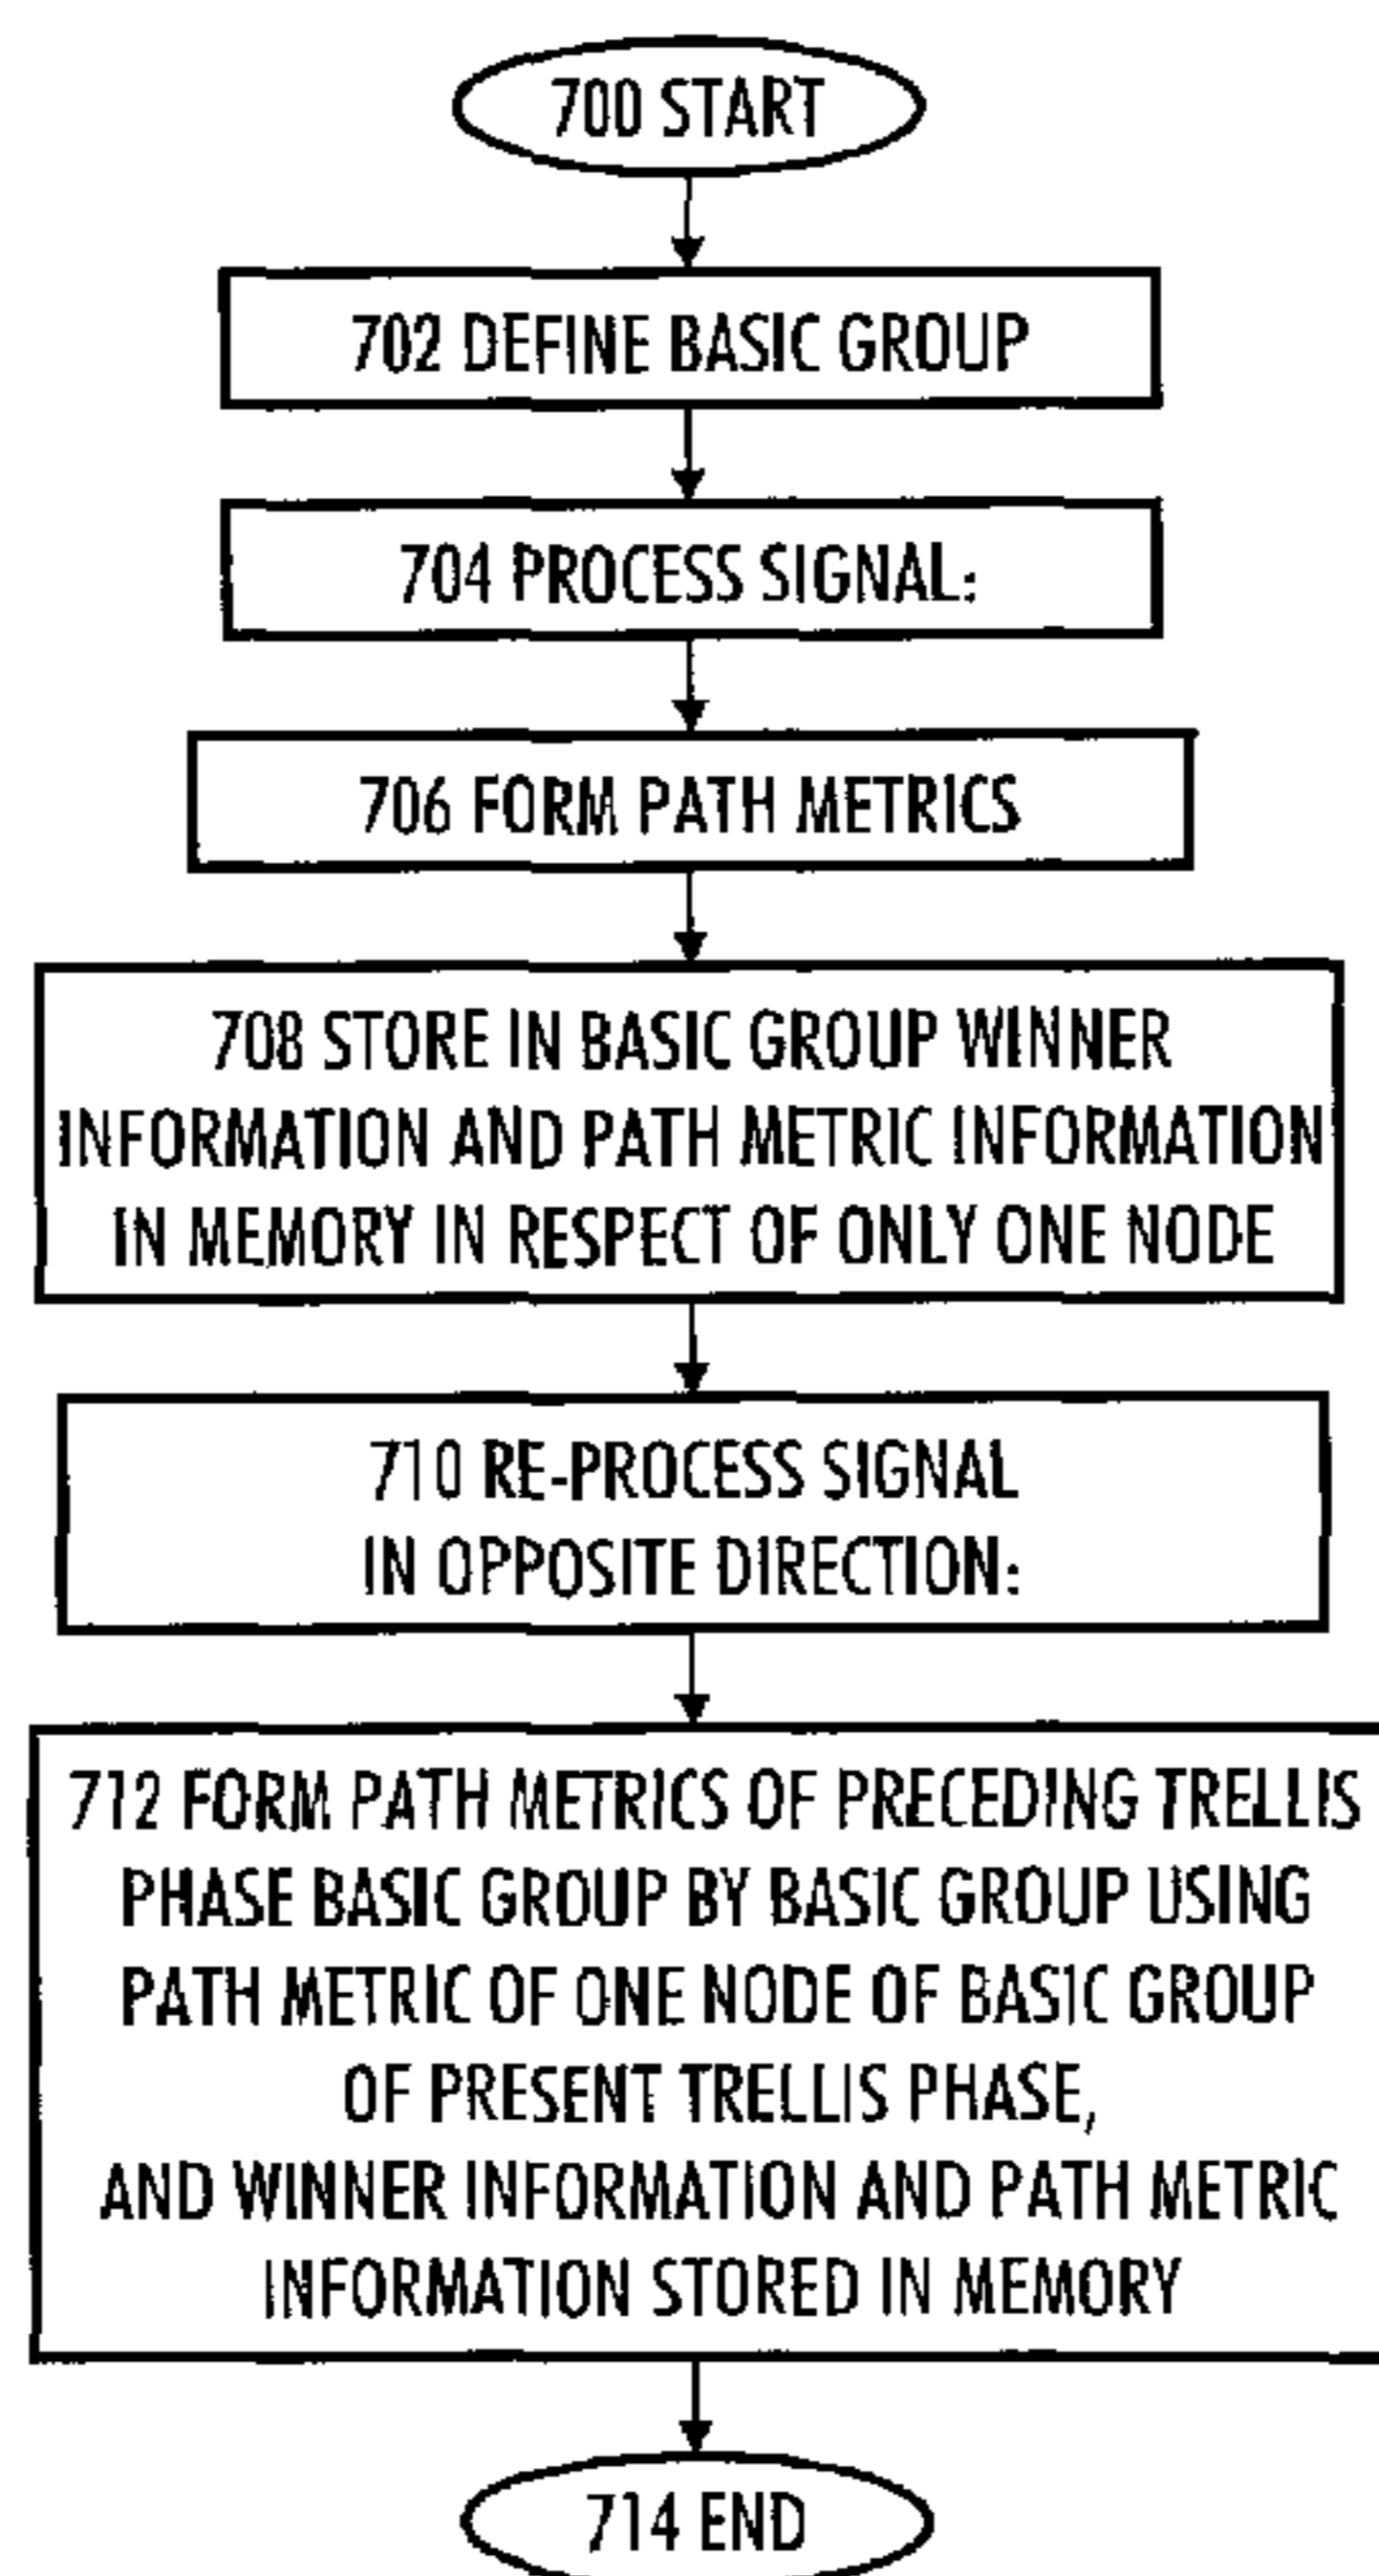 700 START
702 DEFINE BASIC GROUP
704 PROCESS SIGNAL:
706 FORM PATH METRICS
708 STORE IN BASIC GROUP WINNER
INFORMATION AND PATH METRIC INFORMATION
IN MEMORY IN RESPECT OF ONLY ONE NODE
710 RE-PROCESS SIGNAL
IN OPPOSITE DIRECTION:
712 FORM PATH METRICS OF PRECEDING TRELLIS
PHASE BASIC GROUP BY BASIC GROUP USING
PATH METRIC OF ONE NODE OF BASIC GROUP
OF PRESENT TRELLIS PHASE,
AND WINNER INFORMATION AND PATH METRIC
INFORMATION STORED IN MEMORY
714 END